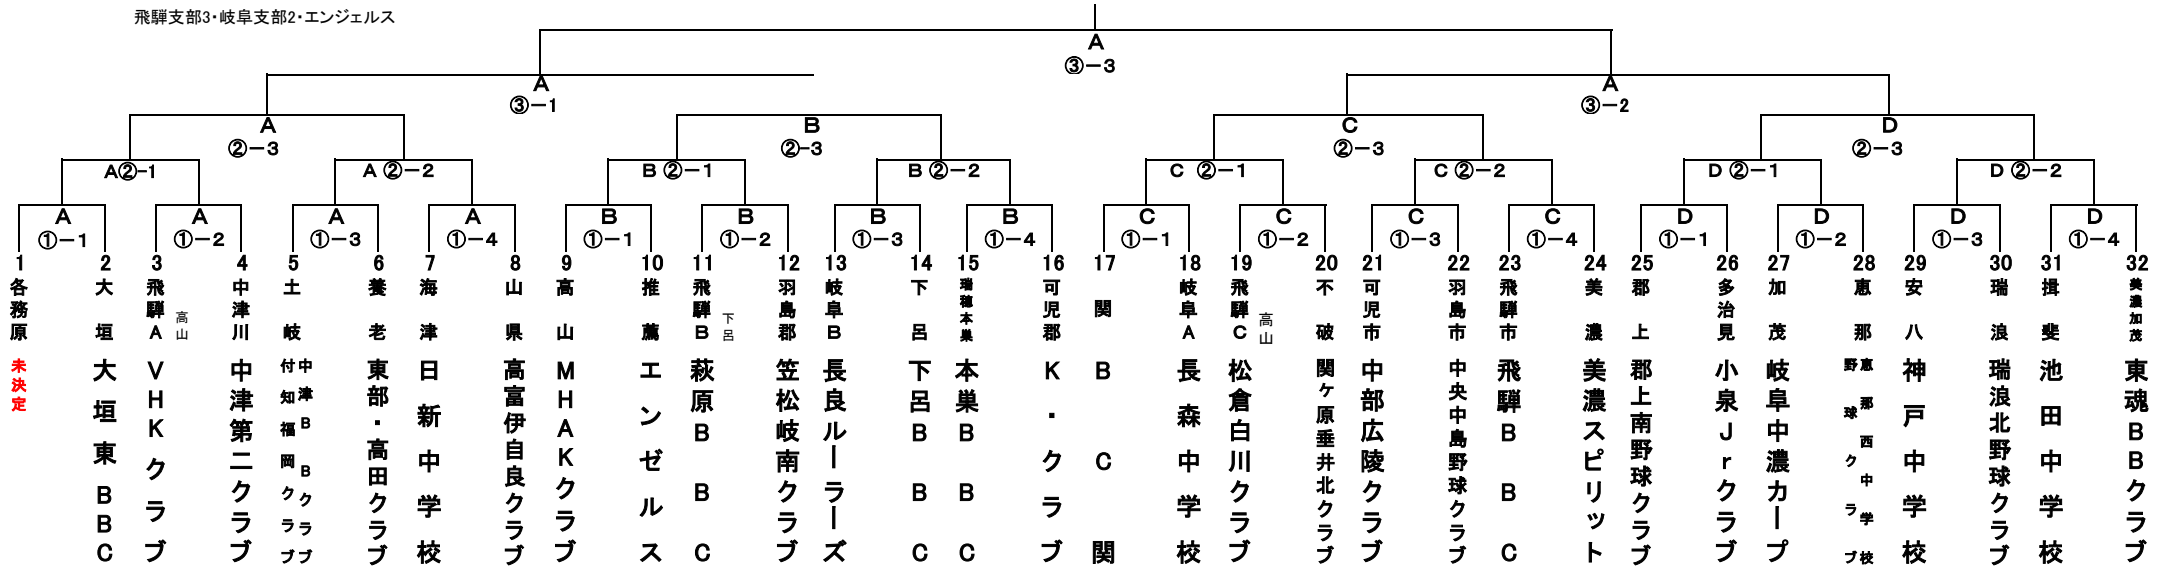 飛騨支部3・岐阜支部2・エンジェルス
A
③－3
A
③－1
A
③－2
A
②－3
B
②-3
C
②－3
D
②－3
A②-1
A ②－2
B ②－1
B ②－2
C ②－1
C ②－2
D ②－1
D ②－2
A
①－1
A
①－2
A
①－3
A
①－4
B
①－1
B
①－2
B
①－3
B
①－4
C
①－1
C
①－2
C
①－3
C
①－4
D
①－1
D
①－2
D
①－3
D
①－4
1
各務原
未決定
2
大垣
大垣東BBC
3
飛騨A
高山
VHKクラブ
4
中津川
中津第二クラブ
5
土岐
中津BBクラブ
付知福岡クラブ
6
養老
東部・高田クラブ
7
海津
日新中学校
8
山県
高富伊自良クラブ
9
高山
MHAKクラブ
10
推薦
エンゼルス
11
飛騨B
下呂
萩原BBC
12
羽島郡
笠松岐南クラブ
13
岐阜B
長良ルーラーズ
14
下呂
下呂BBC
15
瑞穂本巣
本巣BBC
16
可児郡
K・クラブ
17
関
BC関
18
岐阜A
長森中学校
19
飛騨C
高山
松倉白川クラブ
20
不破
関ヶ原垂井北クラブ
21
可児市
中部広陵クラブ
22
羽島市
中央中島野球クラブ
23
飛騨市
飛騨BBC
24
美濃
美濃スピリット
25
郡上
郡上南野球クラブ
26
多治見
小泉Jrクラブ
27
加茂
岐阜中濃カープ
28
恵那
恵那西中学校
野球クラブ
29
安八
神戸中学校
30
瑞浪
瑞浪北野球クラブ
31
揖斐
池田中学校
32
美濃加茂
東魂BBクラブ